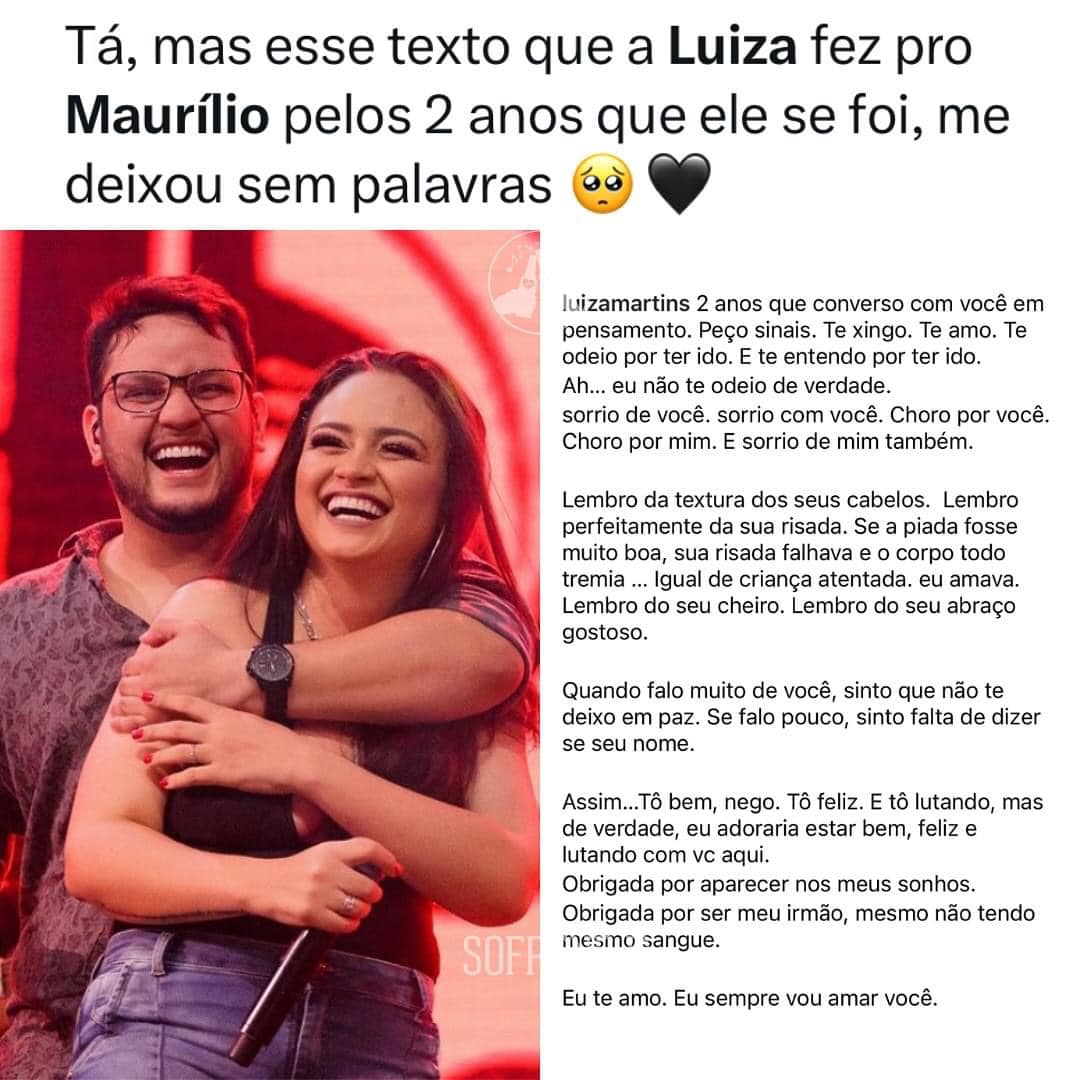 Tá, mas esse texto que a Luiza fez pro
Maurílio pelos 2 anos que ele se foi, me
deixou sem palavras 🥺🖤
luizamartins 2 anos que converso com você em
pensamento. Peço sinais. Te xingo. Te amo. Te
odeio por ter ido. E te entendo por ter ido.
Ah... eu não te odeio de verdade.
sorrio de você. sorrio com você. Choro por você.
Choro por mim. E sorrio de mim também.
Lembro da textura dos seus cabelos.  Lembro
perfeitamente da sua risada. Se a piada fosse
muito boa, sua risada falhava e o corpo todo
tremia ... Igual de criança atentada. eu amava.
Lembro do seu cheiro. Lembro do seu abraço
gostoso.
Quando falo muito de você, sinto que não te
deixo em paz. Se falo pouco, sinto falta de dizer
se seu nome.
Assim...Tô bem, nego. Tô feliz. E tô lutando, mas
de verdade, eu adoraria estar bem, feliz e
lutando com vc aqui.
Obrigada por aparecer nos meus sonhos.
Obrigada por ser meu irmão, mesmo não tendo
mesmo sangue.
Eu te amo. Eu sempre vou amar você.